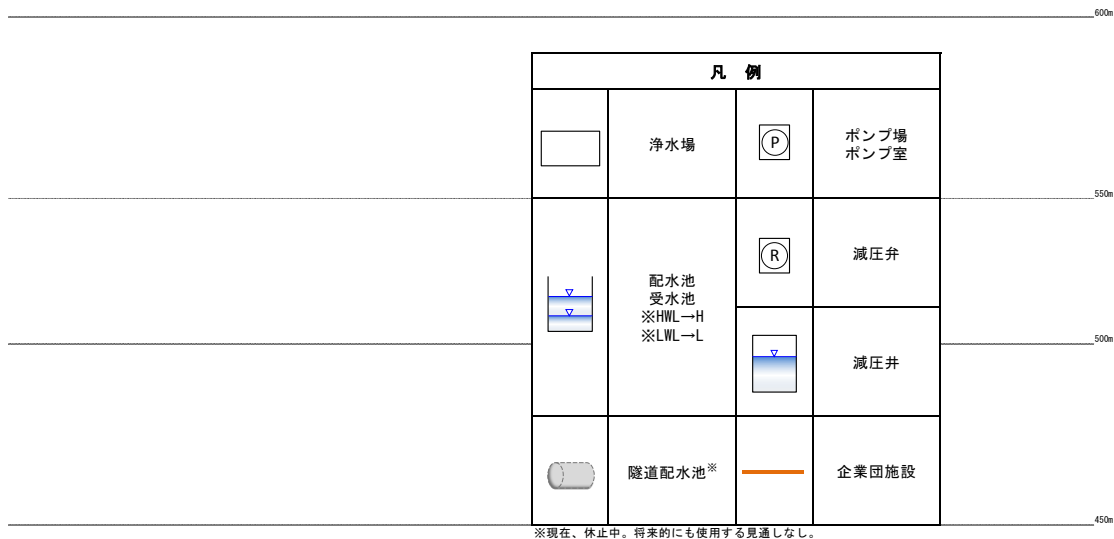 600m
凡 例
浄水場
P
ポンプ場
ポンプ室
550m
配水池
受水池
※HWL→H
※LWL→L
R
減圧弁
減圧井
500m
隧道配水池※
企業団施設
450m
※現在、休止中。将来的にも使用する見通しなし。